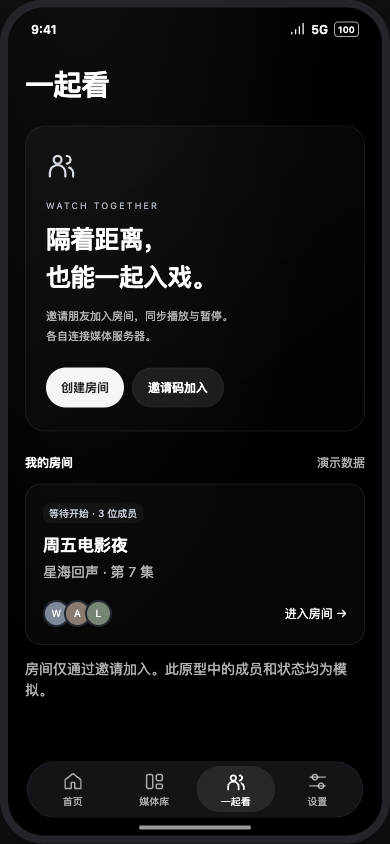 9:41
5G
100
一起看
WATCH TOGETHER
隔着距离，
也能一起入戏。
邀请朋友加入房间，同步播放与暂停。
各自连接媒体服务器。
创建房间
邀请码加入
我的房间
演示数据
等待开始 · 3 位成员
周五电影夜
星海回声 · 第 7 集
W
A
L
进入房间 →
房间仅通过邀请加入。此原型中的成员和状态均为模
拟。
首页
媒体库
一起看
设置